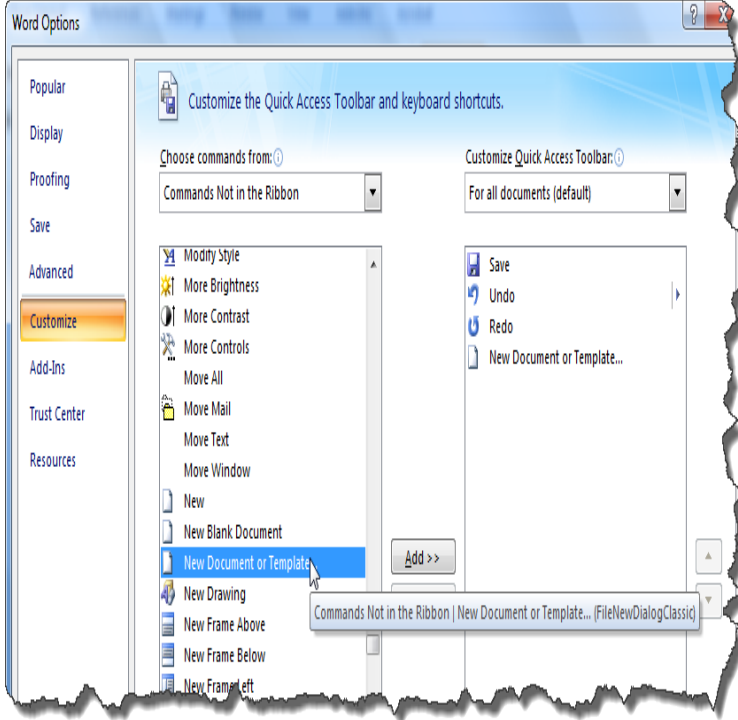 Word Options
Popular
Display
Proofing
Save
Advanced
Customize
Add-Ins
Trust Center
Resources
Customize the Quick Access Toolbar and keyboard shortcuts.
Choose commands from:
Commands Not in the Ribbon
Modify Style
More Brightness
More Contrast
More Controls
Move All
Move Mail
Move Text
Move Window
New
New Blank Document
New Document or Template
New Drawing
New Frame Above
New Frame Below
New Frame Left
Add >>
Customize Quick Access Toolbar:
For all documents (default)
Save
Undo
Redo
New Document or Template...
Commands Not in the Ribbon | New Document or Template... (FileNewDialogClassic)